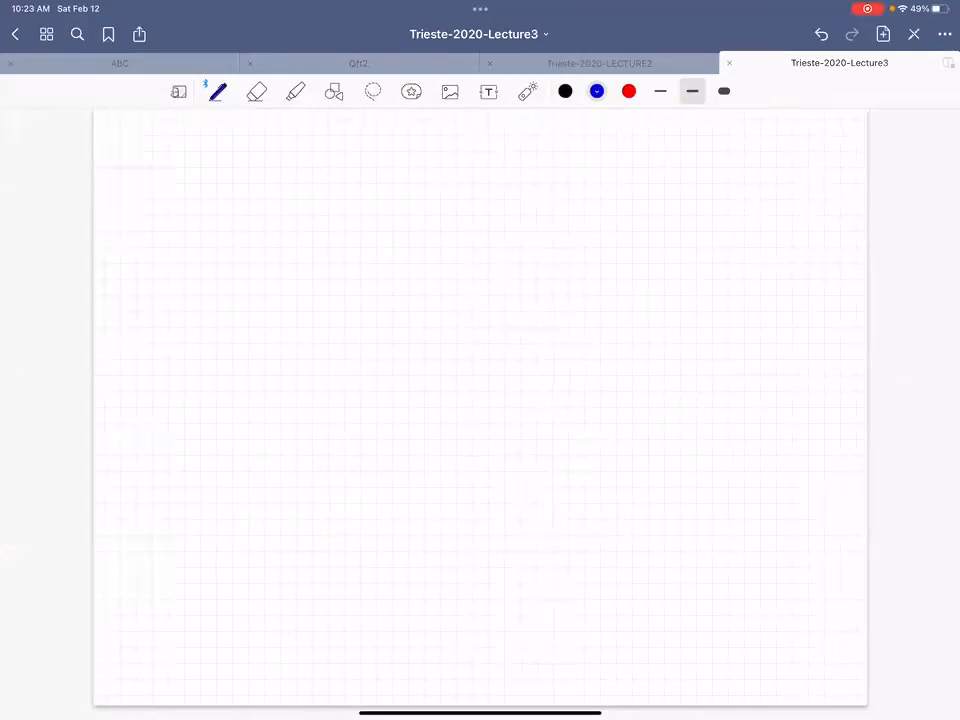 10:23 AM Sat Feb 12
49%
Trieste-2020-Lecture3
ABC
Qft2
Trieste-2020-LECTURE2
Trieste-2020-Lecture3
T